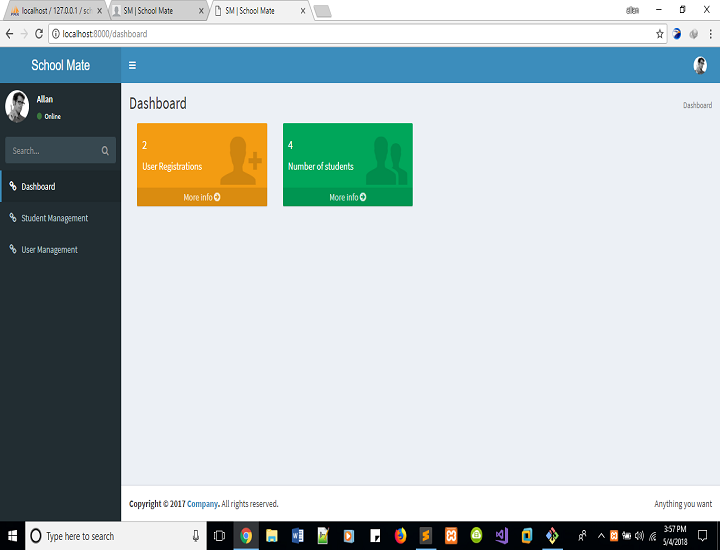 localhost / 127.0.0.1 / sch
SM | School Mate
SM | School Mate
allan
localhost:8000/dashboard
School Mate
Allan
Online
Search...
Dashboard
Student Management
User Management
Dashboard
Dashboard
2
User Registrations
More info
4
Number of students
More info
Copyright © 2017 Company. All rights reserved.
Anything you want
Type here to search
3:57 PM
5/4/2018